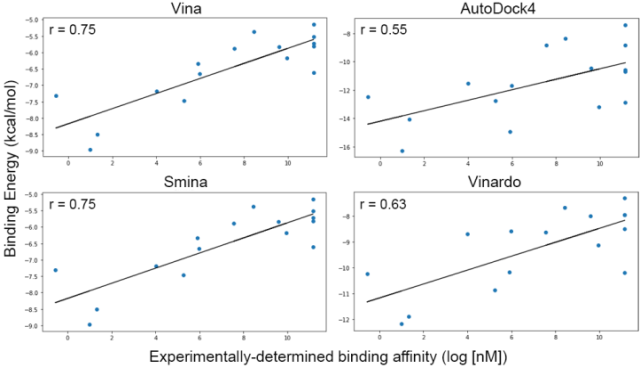 Vina
AutoDock4
r = 0.75
r = 0.55
Binding Energy (kcal/mol)
-5.0
-5.5
-6.0
-6.5
-7.0
-7.5
-8.0
-8.5
-9.0
0 2 4 6 8 10
-8
-10
-12
-14
-16
0 2 4 6 8 10
Smina
Vinardo
r = 0.75
r = 0.63
-5.0
-5.5
-6.0
-6.5
-7.0
-7.5
-8.0
-8.5
-9.0
0 2 4 6 8 10
-8
-10
-11
-12
0 2 4 6 8 10
Experimentally-determined binding affinity (log [nM])